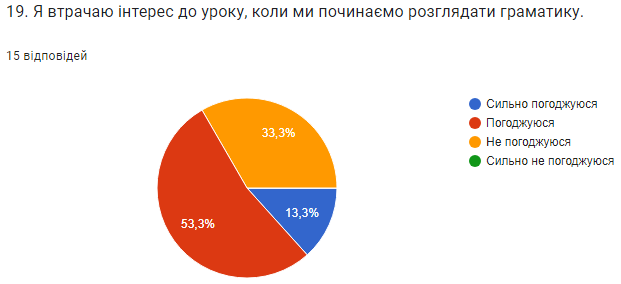 19. Я втрачаю інтерес до уроку, коли ми починаємо розглядати граматику.
15 відповідей
Сильно погоджуюся
Погоджуюся
Не погоджуюся
Сильно не погоджуюся
33,3%
13,3%
53,3%